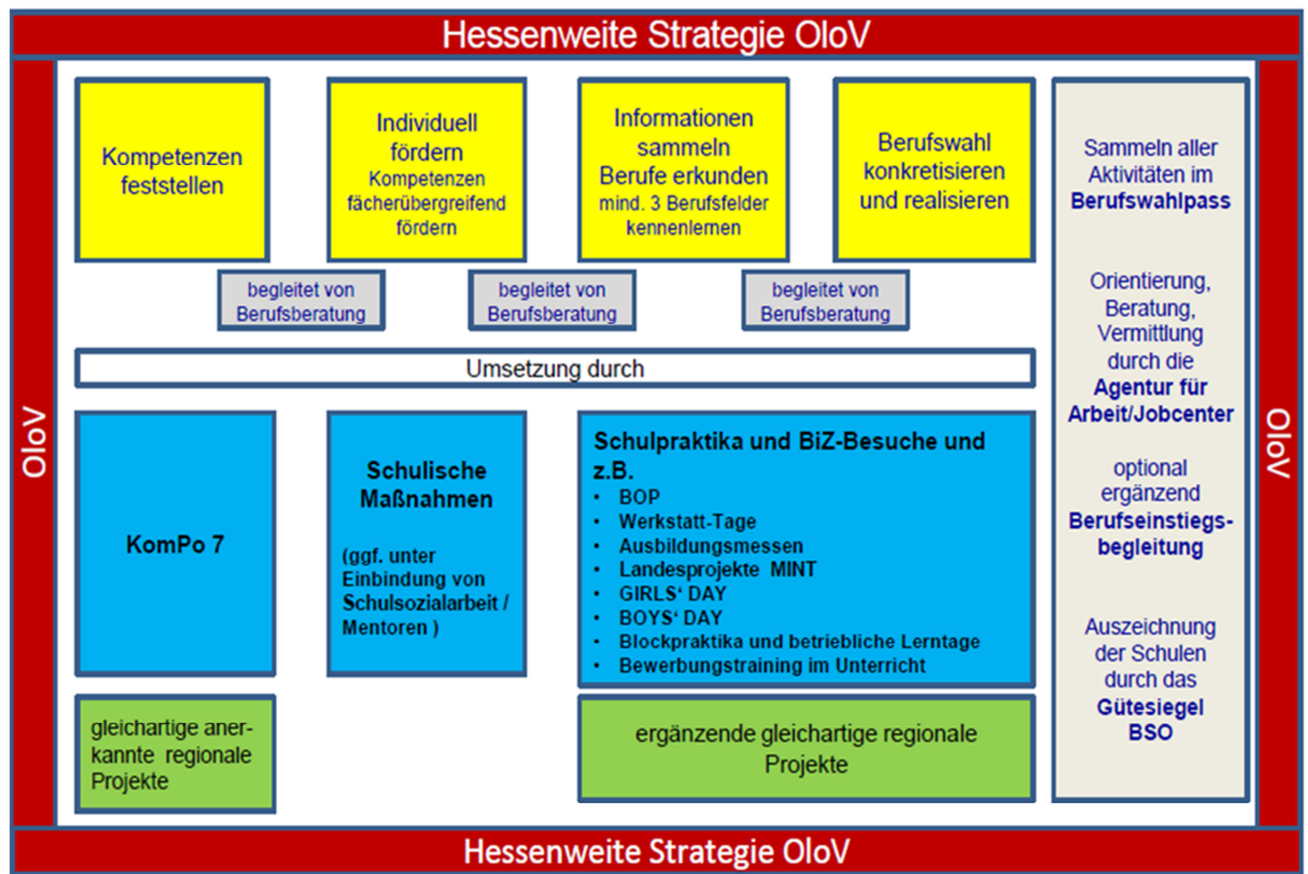 Hessenweite Strategie OloV
OloV
Kompetenzen
feststellen
Individuell
fördern
Kompetenzen
fächerübergreifend
fördern
Informationen
sammeln
Berufe erkunden
mind. 3 Berufsfelder
kennenlernen
Berufswahl
konkretisieren
und realisieren
begleitet von
Berufsberatung
begleitet von
Berufsberatung
begleitet von
Berufsberatung
Umsetzung durch
KomPo 7
Schulische
Maßnahmen
(ggf. unter
Einbindung von
Schulsozialarbeit /
Mentoren )
Schulpraktika und BiZ-Besuche und
z.B.
• BOP
• Werkstatt-Tage
• Ausbildungsmessen
• Landesprojekte MINT
• GIRLS‘ DAY
• BOYS‘ DAY
• Blockpraktika und betriebliche Lerntage
• Bewerbungstraining im Unterricht
gleichartige aner-
kannte regionale
Projekte
ergänzende gleichartige regionale
Projekte
Sammeln aller
Aktivitäten im
Berufswahlpass
Orientierung,
Beratung,
Vermittlung
durch die
Agentur für
Arbeit/Jobcenter
optional
ergänzend
Berufseinstiegs-
begleitung
Auszeichnung
der Schulen
durch das
Gütesiegel
BSO
OloV
Hessenweite Strategie OloV